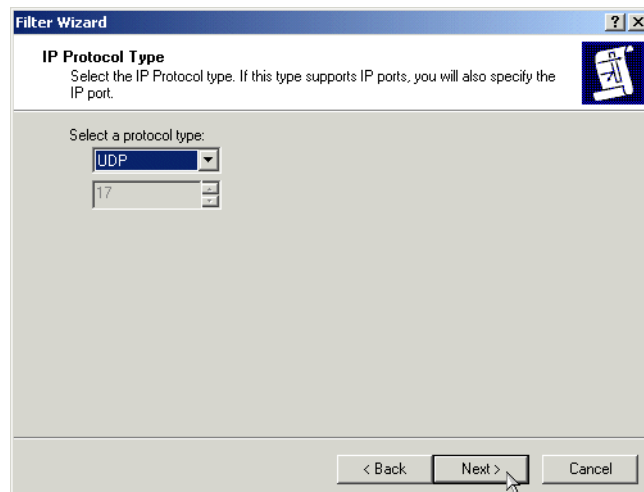 Filter Wizard
IP Protocol Type
Select the IP Protocol type. If this type supports IP ports, you will also specify the
IP port.
Select a protocol type:
UDP
17
< Back
Next >
Cancel